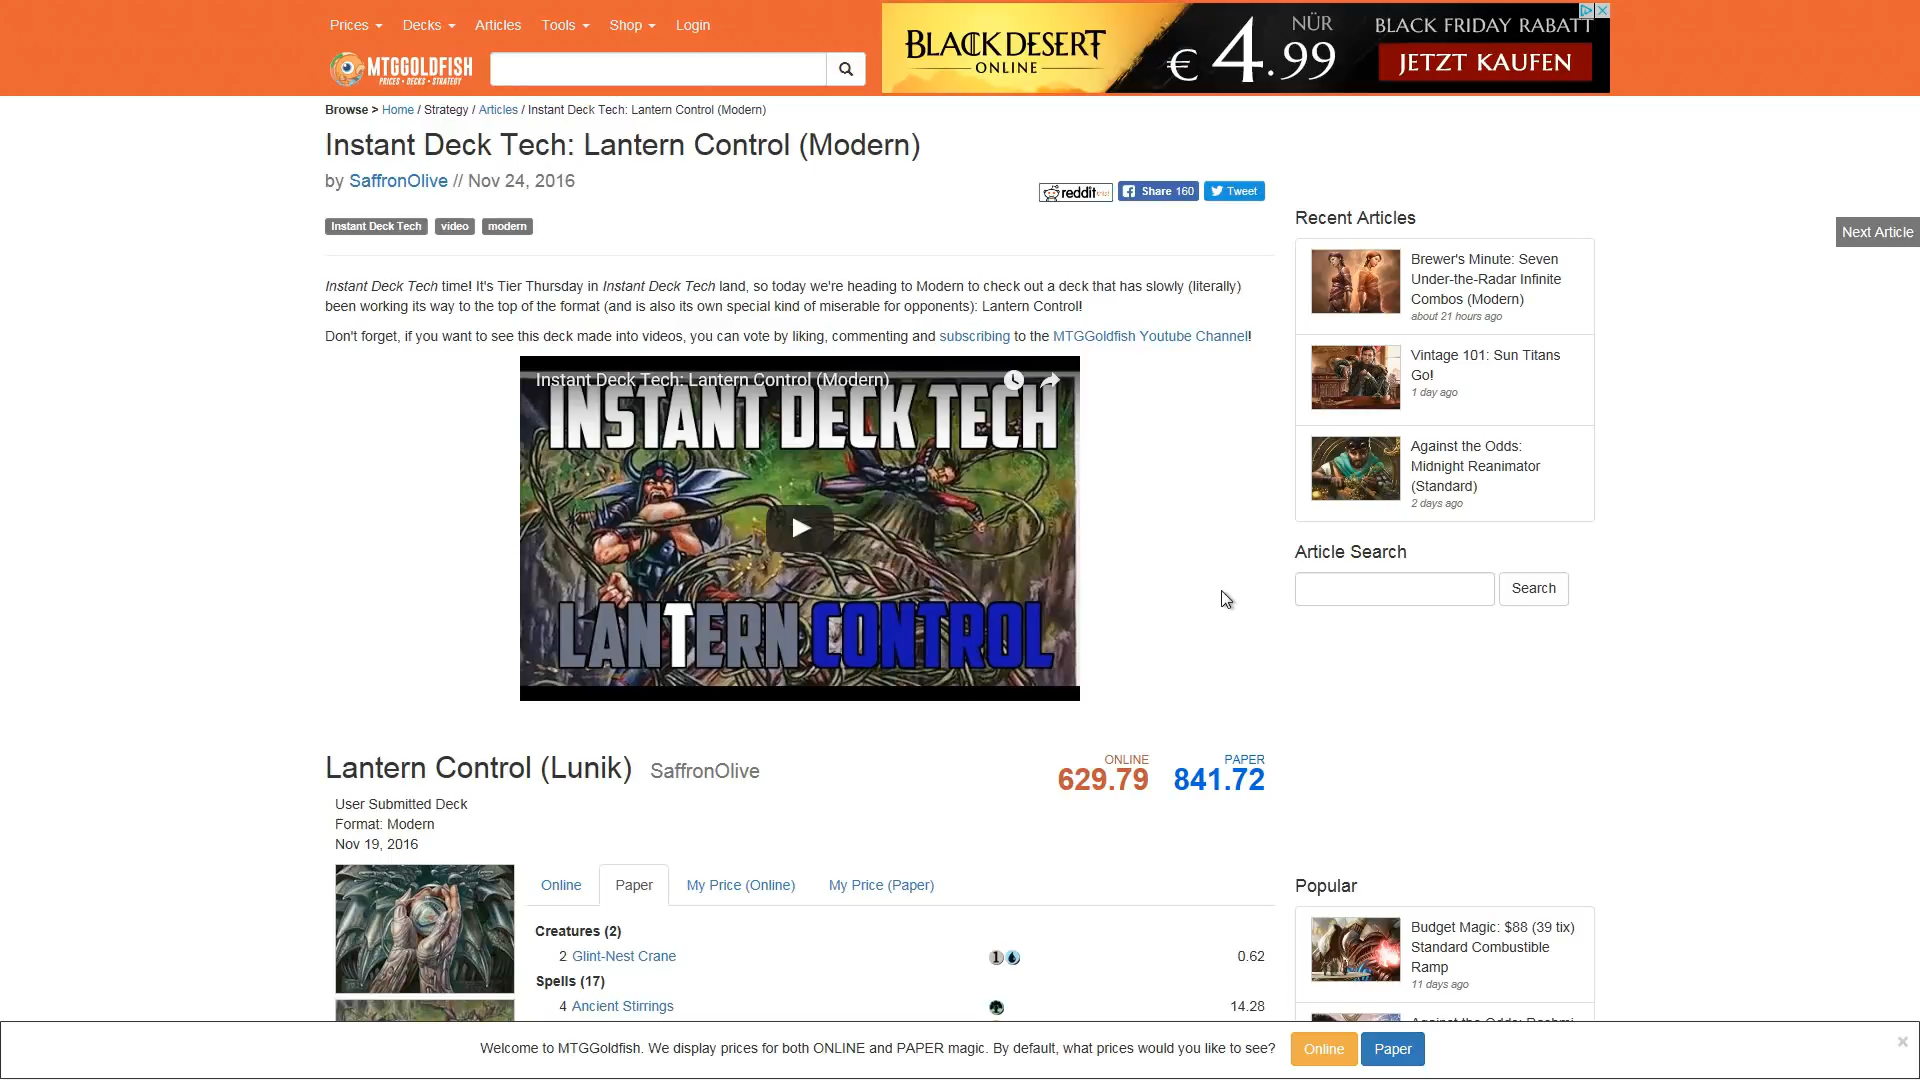 Prices Decks Articles Tools Shop Login
MTGGOLDFISH
PRICES • DECKS • STRATEGY
BLACK DESERT
ONLINE
NÜR
€ 4.99
BLACK FRIDAY RABATT
JETZT KAUFEN
Browse > Home / Strategy / Articles / Instant Deck Tech: Lantern Control (Modern)
Instant Deck Tech: Lantern Control (Modern)
by SaffronOlive // Nov 24, 2016
reddit
Share 160
Tweet
Instant Deck Tech video modern
Instant Deck Tech time! It's Tier Thursday in Instant Deck Tech land, so today we're heading to Modern to check out a deck that has slowly (literally)
been working its way to the top of the format (and is also its own special kind of miserable for opponents): Lantern Control!
Don't forget, if you want to see this deck made into videos, you can vote by liking, commenting and subscribing to the MTGGoldfish Youtube Channel!
Instant Deck Tech: Lantern Control (Modern)
INSTANT DECK TECH
LANTERN CONTROL
Lantern Control (Lunik) SaffronOlive
ONLINE
629.79
PAPER
841.72
User Submitted Deck
Format: Modern
Nov 19, 2016
Online Paper My Price (Online) My Price (Paper)
Creatures (2)
2 Glint-Nest Crane 1 0.62
Spells (17)
4 Ancient Stirrings 14.28
Recent Articles
Brewer's Minute: Seven
Under-the-Radar Infinite
Combos (Modern)
about 21 hours ago
Vintage 101: Sun Titans
Go!
1 day ago
Against the Odds:
Midnight Reanimator
(Standard)
2 days ago
Article Search
Search
Popular
Budget Magic: $88 (39 tix)
Standard Combustible
Ramp
11 days ago
Next Article
Welcome to MTGGoldfish. We display prices for both ONLINE and PAPER magic. By default, what prices would you like to see? Online Paper ×